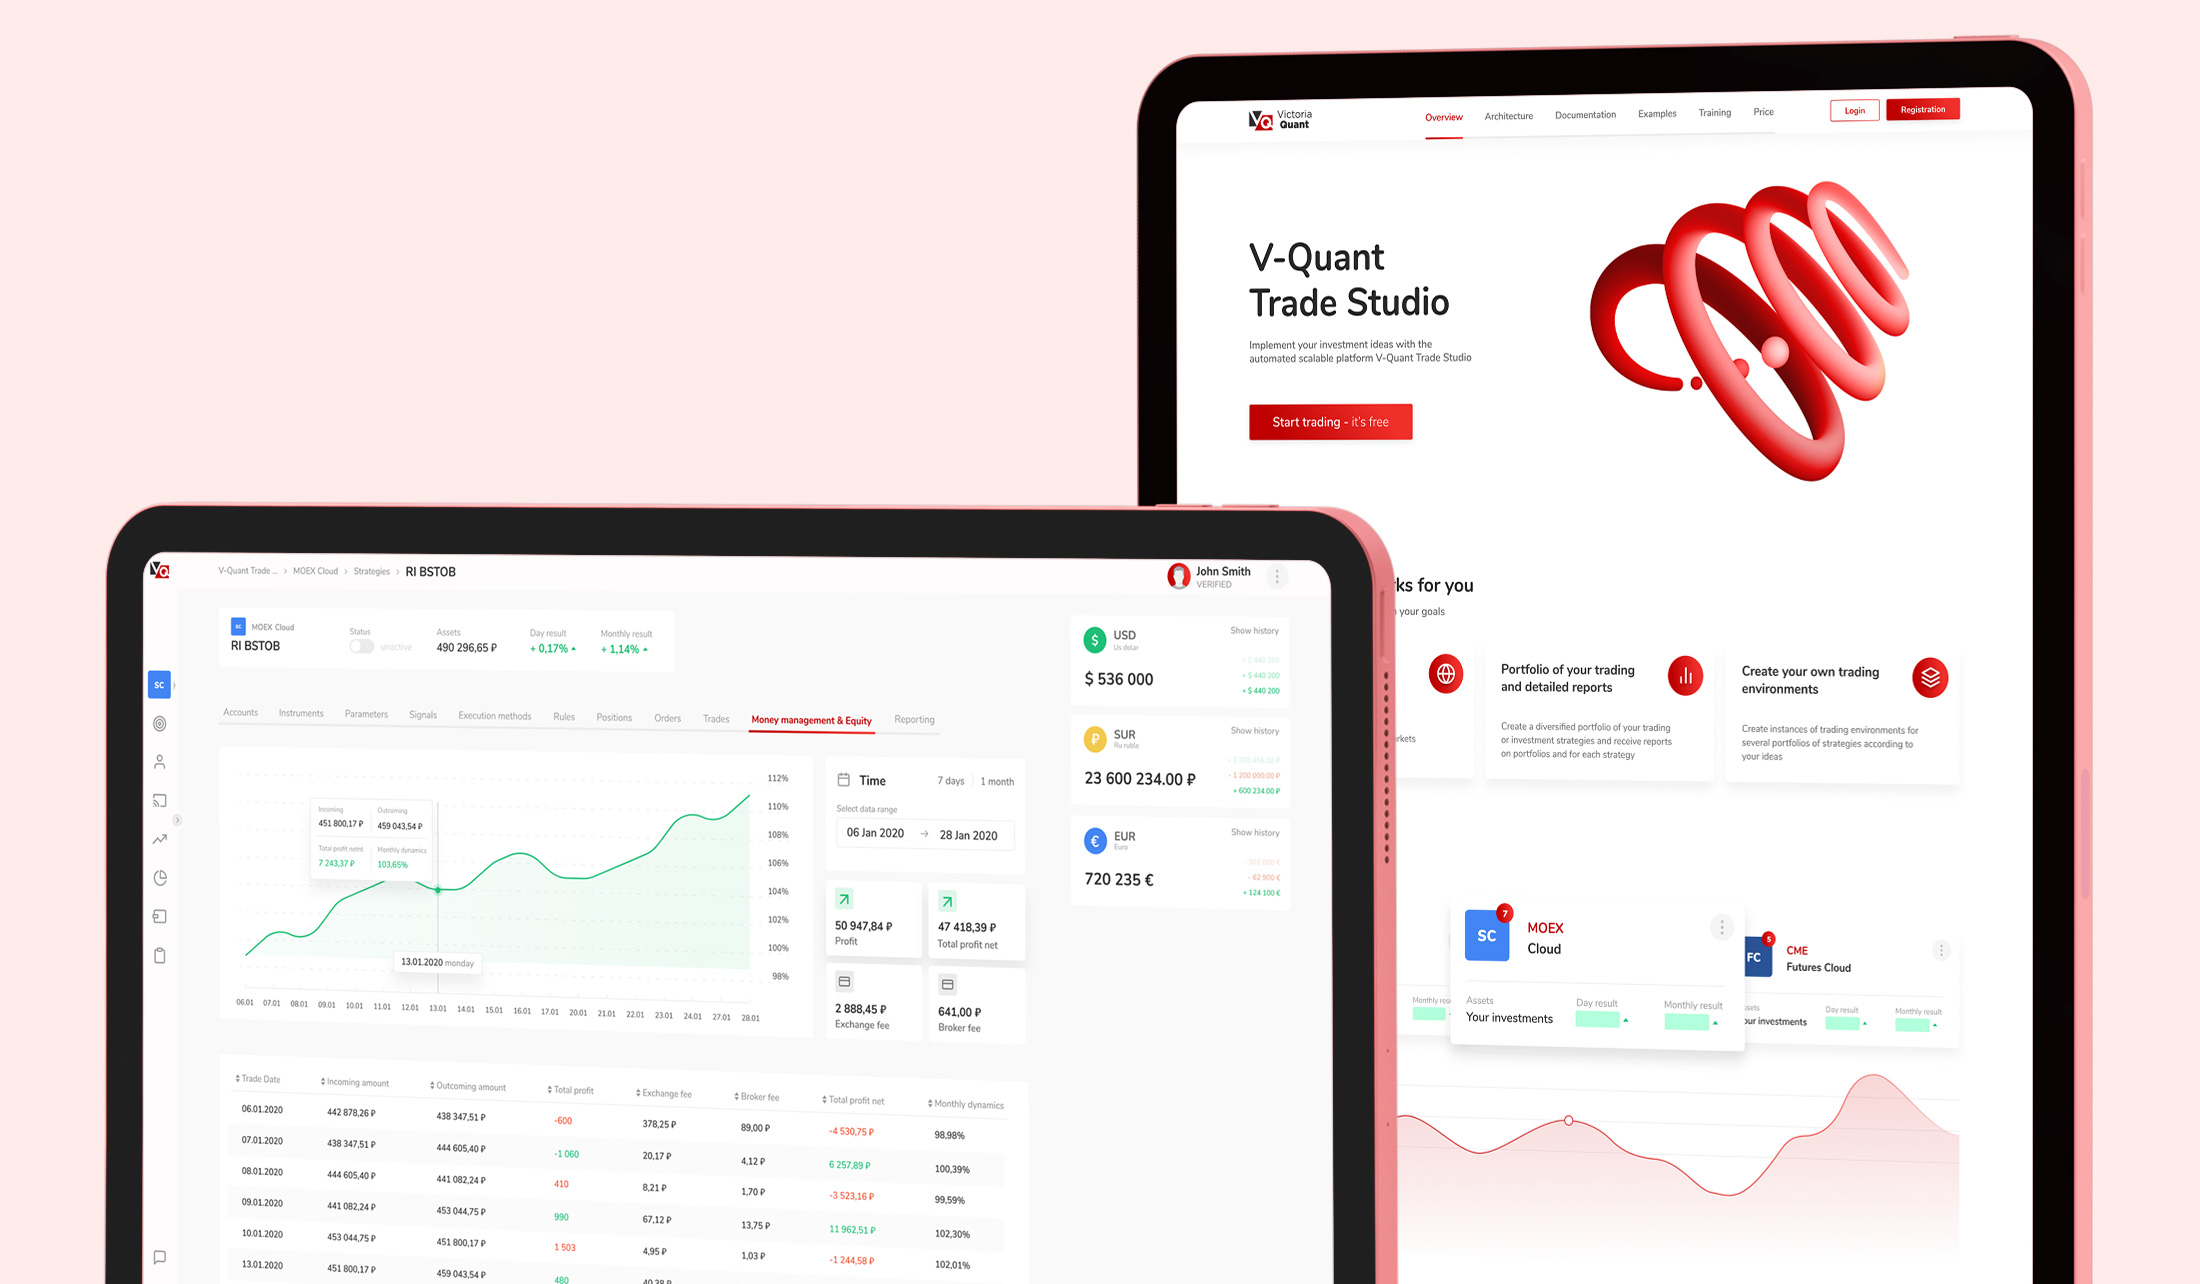 Victoria
Quant
Overview
Architecture
Documentation
Examples
Training
Price
Login
Registration
V-Quant
Trade Studio
Implement your investment ideas with the
automated scalable platform V-Quant Trade Studio
Start trading - it's free
ks for you
your goals
rkets
Portfolio of your trading
and detailed reports
Create a diversified portfolio of your trading
or investment strategies and receive reports
on portfolios and for each strategy
Create your own trading
environments
Create instances of trading environments for
several portfolios of strategies according to
your ideas
SC
7
MOEX
Cloud
Assets
Your investments
Day result
Monthly result
FC
5
CME
Futures Cloud
our investments
Day result
Monthly result
VQ
V-Quant Trade ... › MOEX Cloud › Strategies › RI BSTOB
John Smith
VERIFIED
SC
MOEX Cloud
RI BSTOB
Status
unactive
Assets
490 296,65 ₽
Day result
+ 0,17%
Monthly result
+ 1,14%
SC
Accounts
Instruments
Parameters
Signals
Execution methods
Rules
Positions
Orders
Trades
Money management & Equity
Reporting
112%
110%
108%
106%
104%
102%
100%
98%
Incoming
451 800,17 ₽
Outcoming
459 043,54 ₽
Total profit netnt
7 243,37 ₽
Monthly dynamics
103,65%
13.01.2020 monday
06.01 07.01 08.01 09.01 10.01 11.01 12.01 13.01 14.01 15.01 16.01 17.01 20.01 21.01 22.01 23.01 24.01 27.01 28.01
Time
7 days
1 month
Select data range
06 Jan 2020 → 28 Jan 2020
50 947,84 ₽
Profit
47 418,39 ₽
Total profit net
2 888,45 ₽
Exchange fee
641,00 ₽
Broker fee
USD
Us dolar
Show history
$ 536 000
+ $ 440 200
+ $ 440 200
+ $ 440 200
SUR
Ru ruble
Show history
23 600 234.00 ₽
- 1 200 000.00 ₽
+ 600 234.00 ₽
EUR
Euro
Show history
720 235 €
- 62 900 €
+ 124 100 €
Trade Date Incoming amount Outcoming amount Total profit Exchange fee Broker fee Total profit net Monthly dynamics
06.01.2020 442 878,26 ₽ 438 347,51 ₽ -600 378,25 ₽ 89,00 ₽ -4 530,75 ₽ 98,98%
07.01.2020 438 347,51 ₽ 444 605,40 ₽ -1 060 20,17 ₽ 4,12 ₽ 6 257,89 ₽ 100,39%
08.01.2020 444 605,40 ₽ 441 082,24 ₽ 410 8,21 ₽ 1,70 ₽ -3 523,16 ₽ 99,59%
09.01.2020 441 082,24 ₽ 453 044,75 ₽ 990 67,12 ₽ 13,75 ₽ 11 962,51 ₽ 102,30%
10.01.2020 453 044,75 ₽ 451 800,17 ₽ 1 503 4,95 ₽ 1,03 ₽ -1 244,58 ₽ 102,01%
13.01.2020 451 800,17 ₽ 459 043,54 ₽ 480